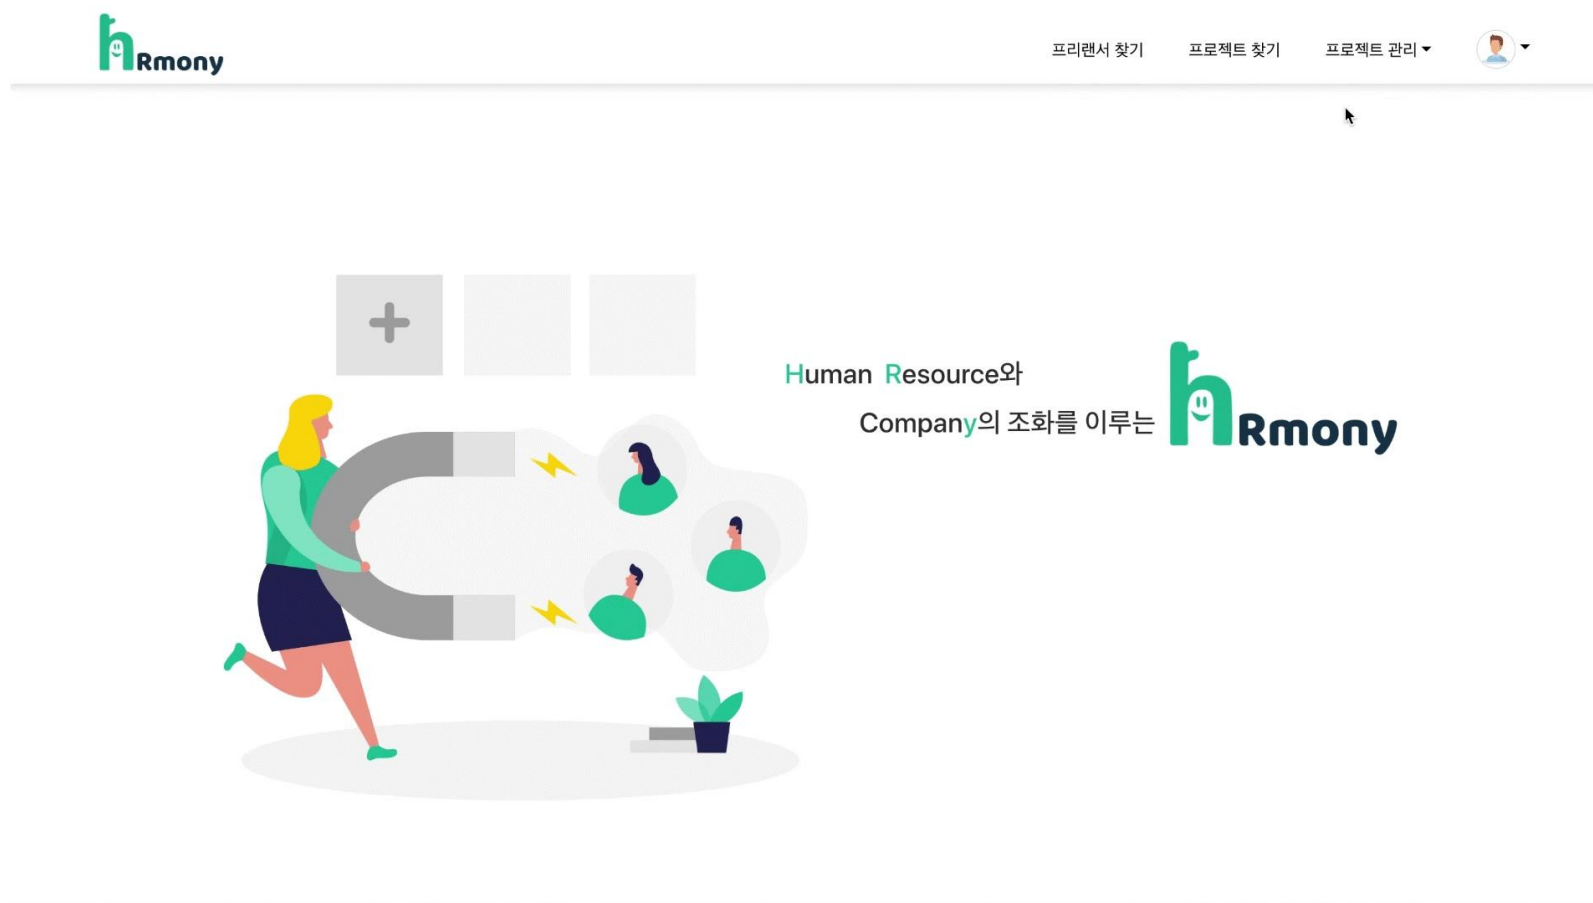 hRmony
프리랜서 찾기
프로젝트 찾기
프로젝트 관리
Human Resource와
Company의 조화를 이루는 hRmony